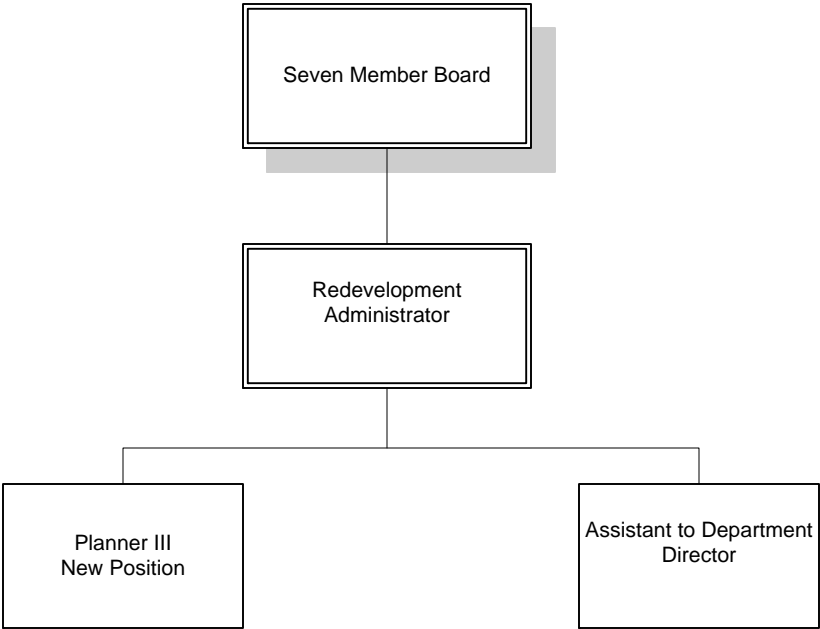 Seven Member Board
Redevelopment
Administrator
Planner III
New Position
Assistant to Department
Director